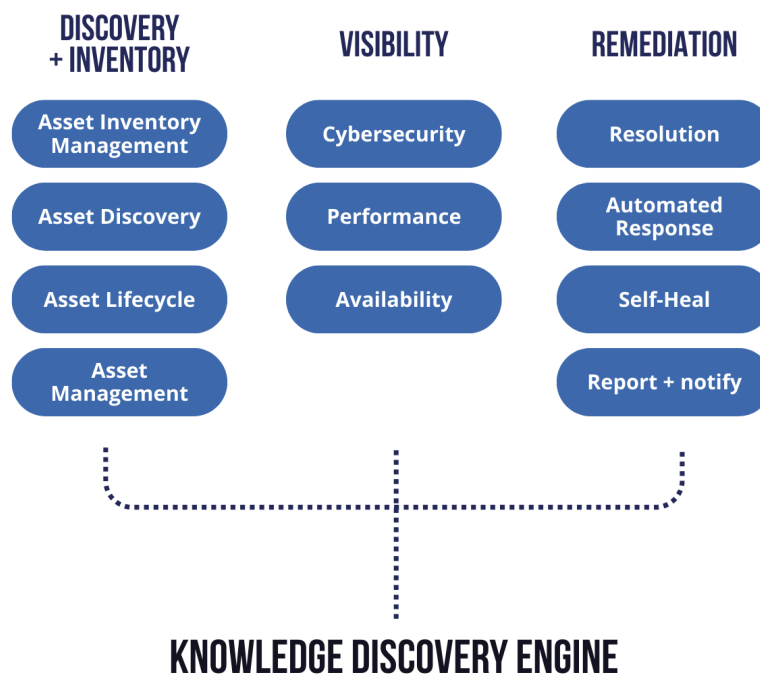 DISCOVERY
+ INVENTORY
Asset Inventory
Management
Asset Discovery
Asset Lifecycle
Asset
Management
VISIBILITY
Cybersecurity
Performance
Availability
REMEDIATION
Resolution
Automated
Response
Self-Heal
Report + notify
KNOWLEDGE DISCOVERY ENGINE